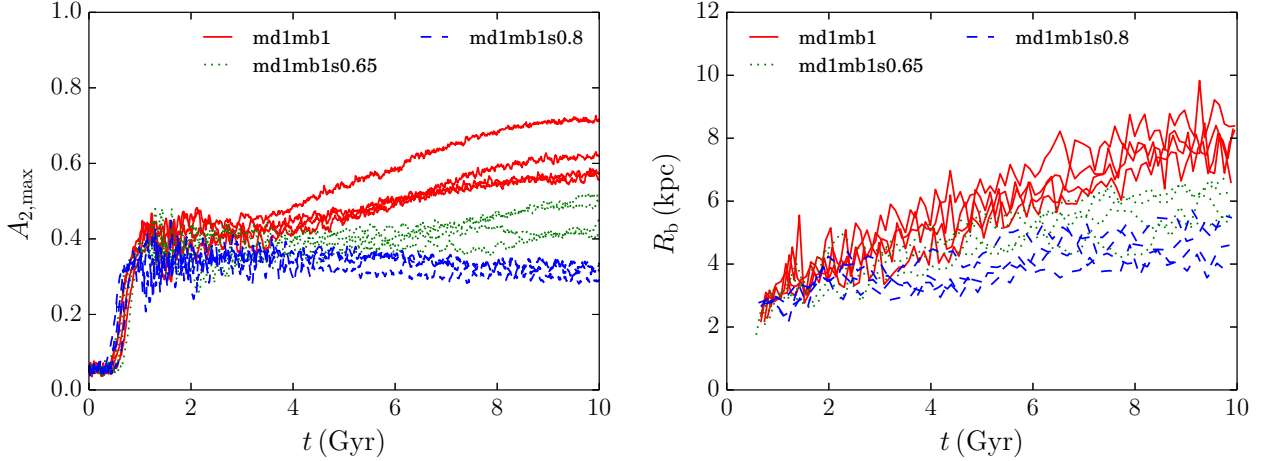 1.0
0.8
0.6
0.4
0.2
0.0
A2,max
0 2 4 6 8 10
t (Gyr)
md1mb1
md1mb1s0.65
md1mb1s0.8
12
10
8
6
4
2
0
Rb (kpc)
0 2 4 6 8 10
t (Gyr)
md1mb1
md1mb1s0.65
md1mb1s0.8